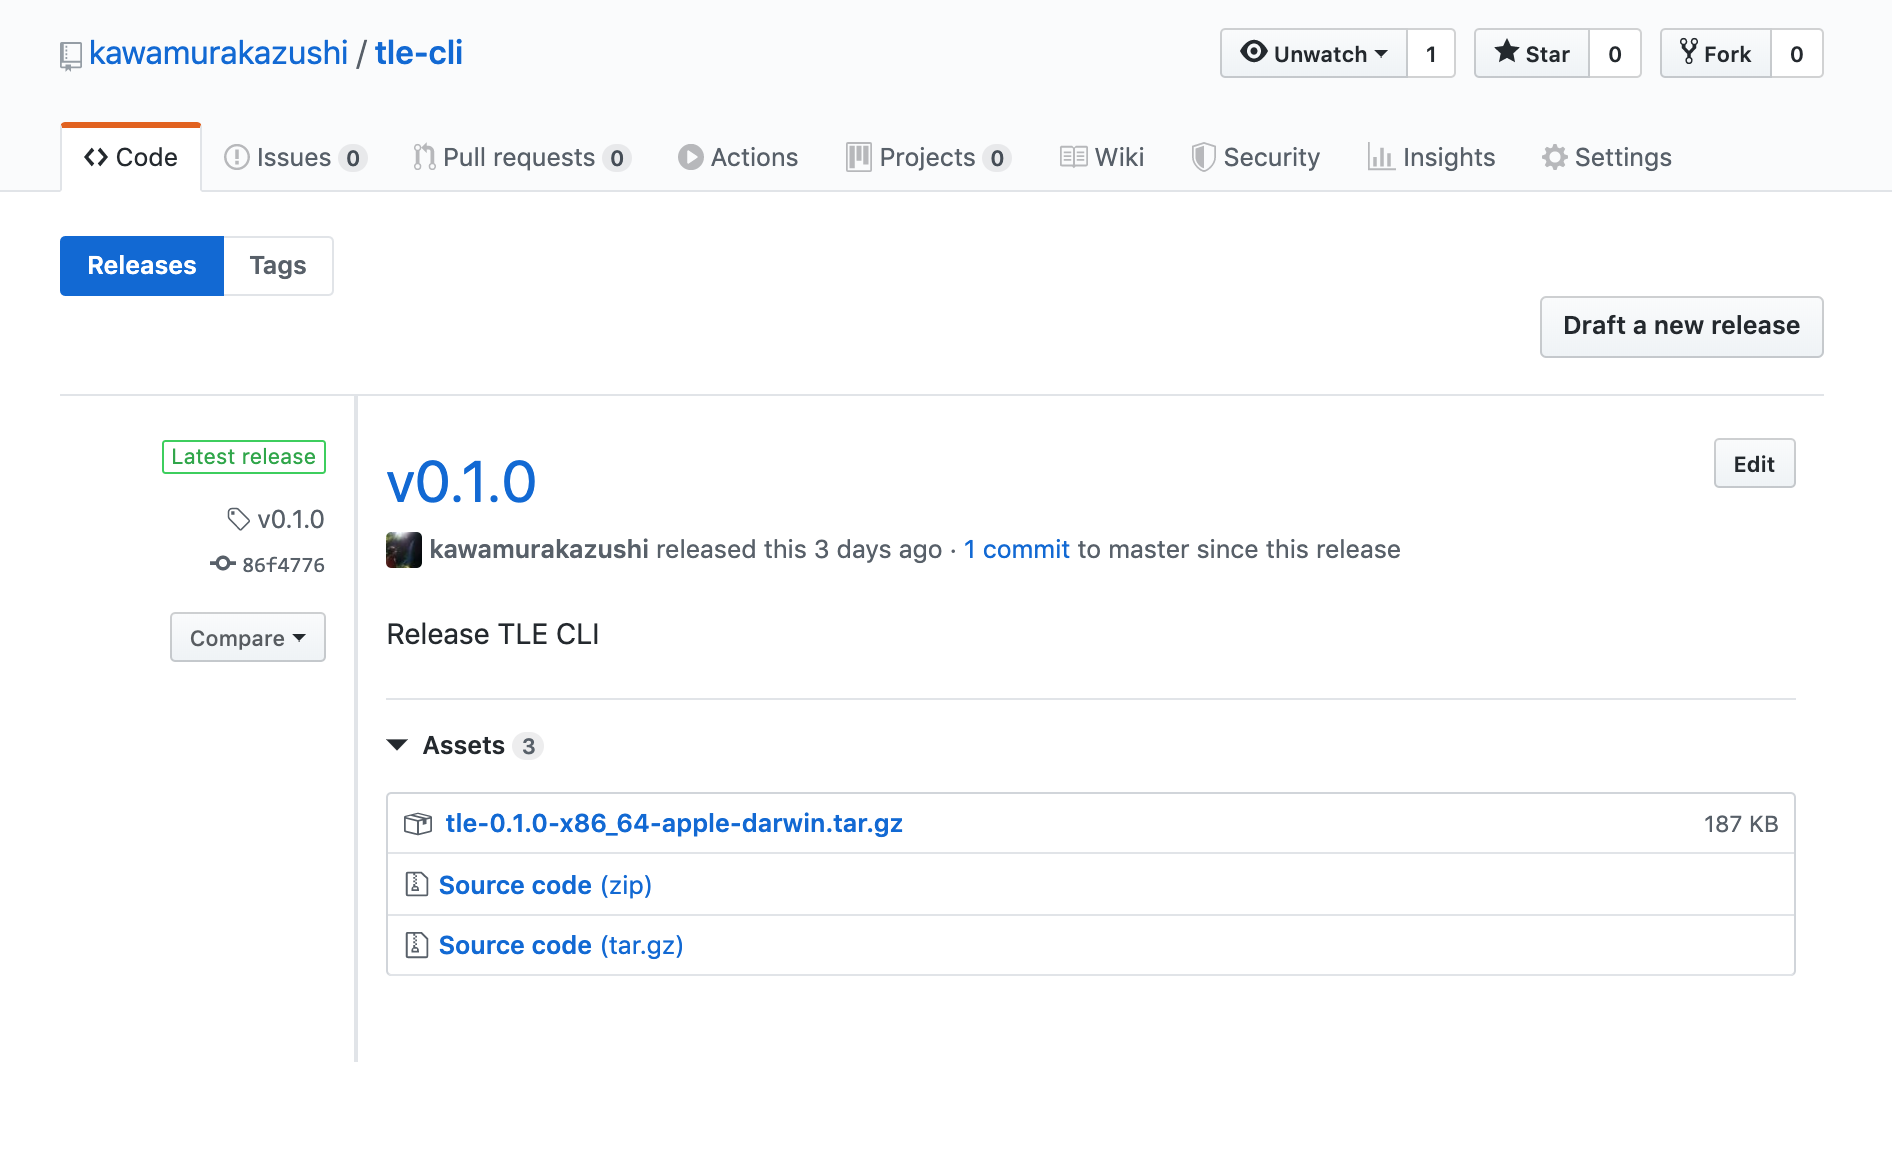 kawamurakazushi / tle-cli
Unwatch 1 Star 0 Fork 0
Code Issues 0 Pull requests 0 Actions Projects 0 Wiki Security Insights Settings
Releases Tags
Draft a new release
Latest release
v0.1.0
86f4776
Compare
v0.1.0
Edit
kawamurakazushi released this 3 days ago · 1 commit to master since this release
Release TLE CLI
Assets 3
tle-0.1.0-x86_64-apple-darwin.tar.gz 187 KB
Source code (zip)
Source code (tar.gz)